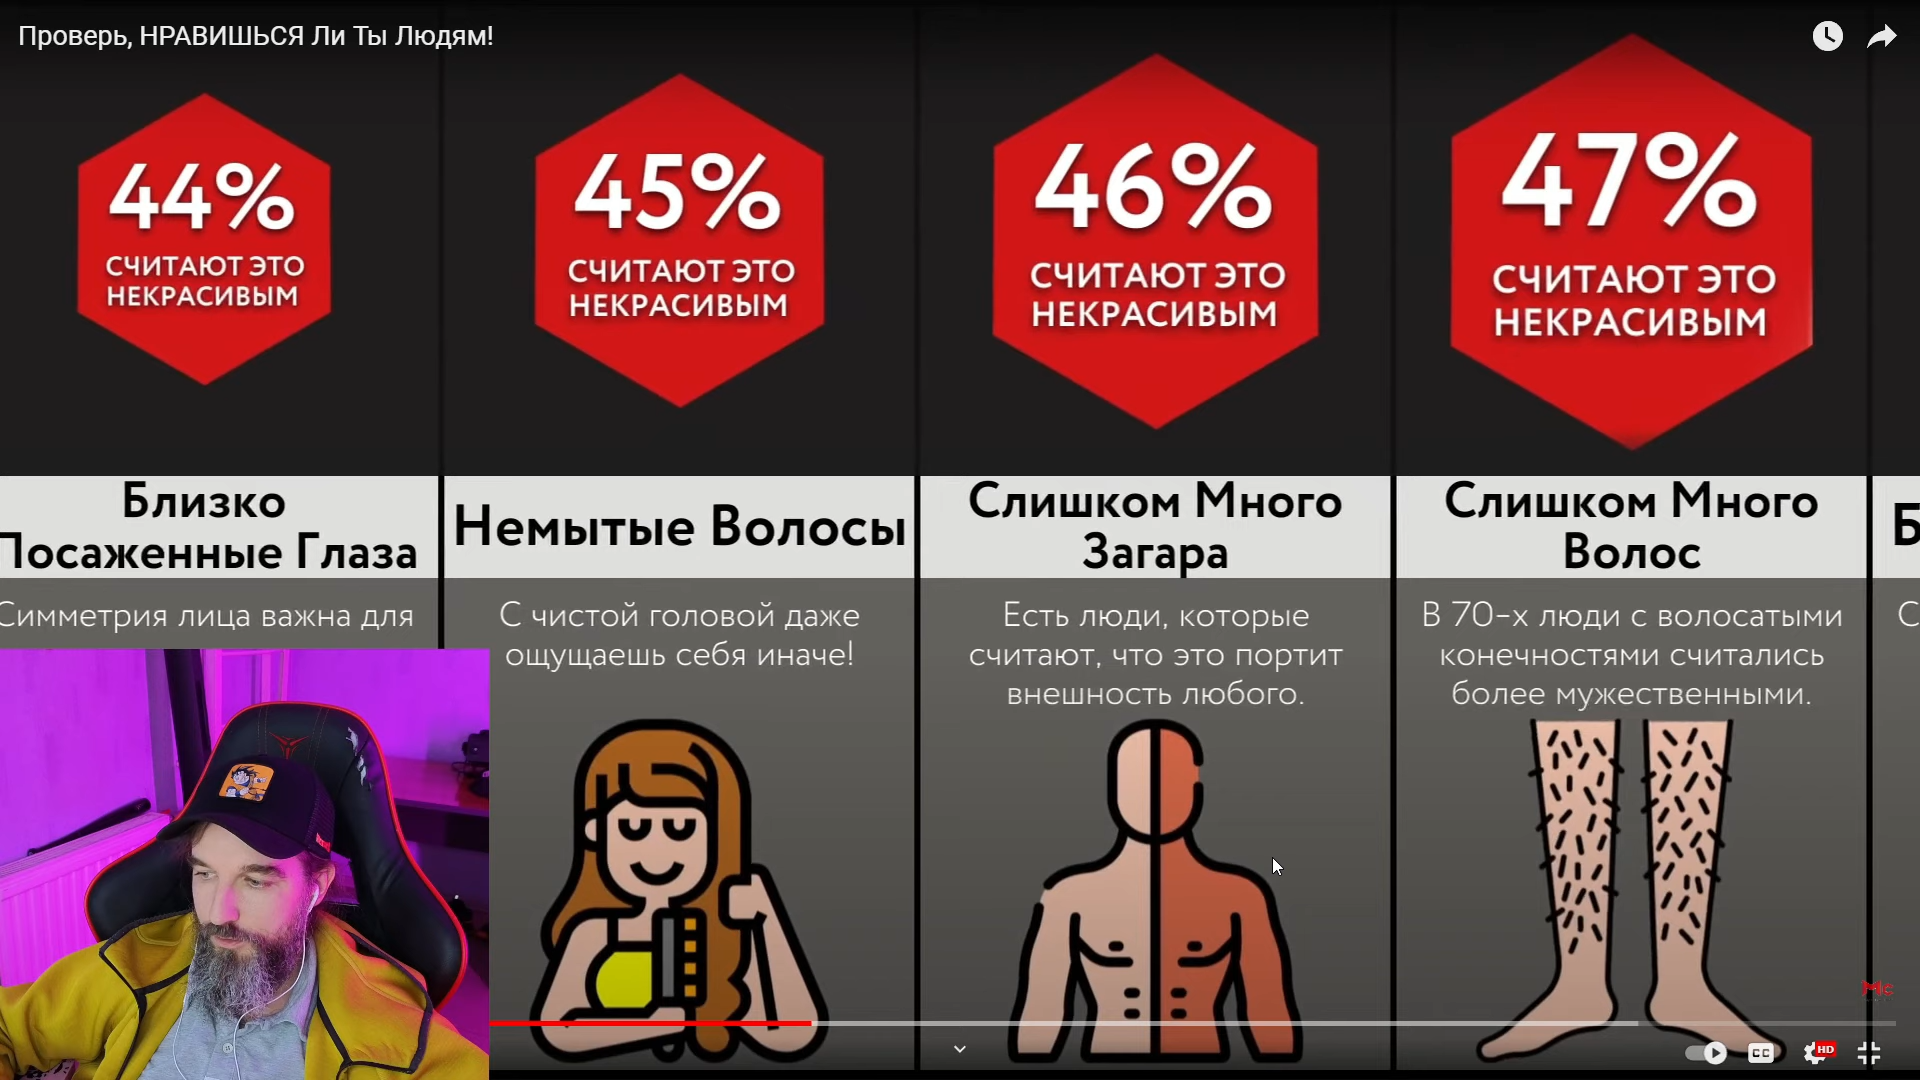 Проверь, НРАВИШЬСЯ Ли Ты Людям!
44%
СЧИТАЮТ ЭТО
НЕКРАСИВЫМ
45%
СЧИТАЮТ ЭТО
НЕКРАСИВЫМ
46%
СЧИТАЮТ ЭТО
НЕКРАСИВЫМ
47%
СЧИТАЮТ ЭТО
НЕКРАСИВЫМ
Близко
Посаженные Глаза
Симметрия лица важна для
Немытые Волосы
С чистой головой даже
ощущаешь себя иначе!
Слишком Много
Загара
Есть люди, которые
считают, что это портит
внешность любого.
Слишком Много
Волос
В 70-х люди с волосатыми
конечностями считались
более мужественными.
Б
С
Mc
CC
HD